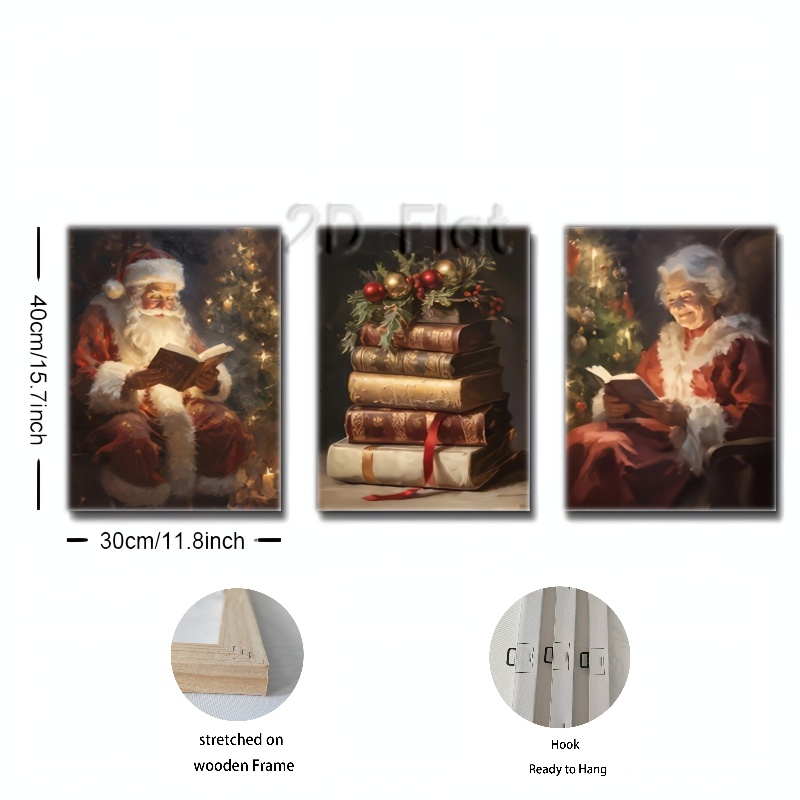 2D Flat
40cm/15.7inch
30cm/11.8inch
stretched on
wooden Frame
Hook
Ready to Hang